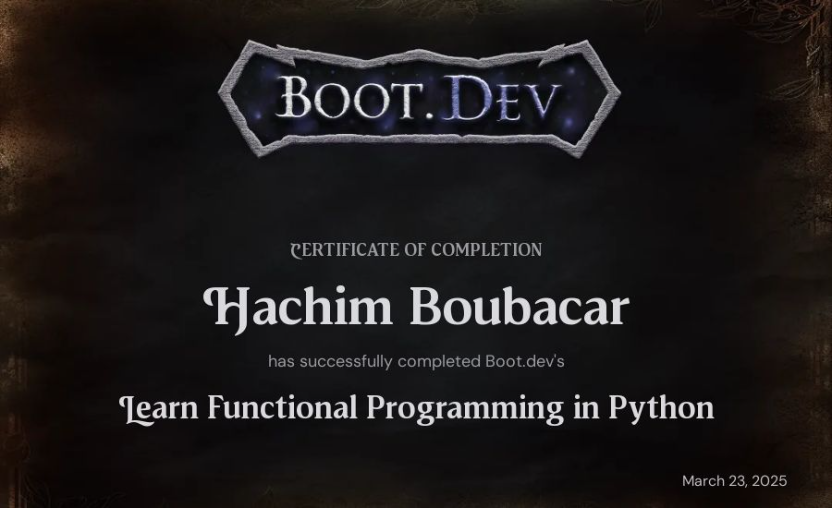 BOOT.DEV
CERTIFICATE OF COMPLETION
Hachim Boubacar
has successfully completed Boot.dev's
Learn Functional Programming in Python
March 23, 2025